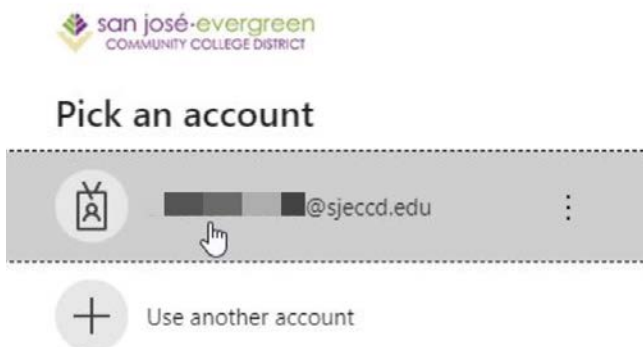 san josé·evergreen
COMMUNITY COLLEGE DISTRICT
Pick an account
@sjeccd.edu
Use another account